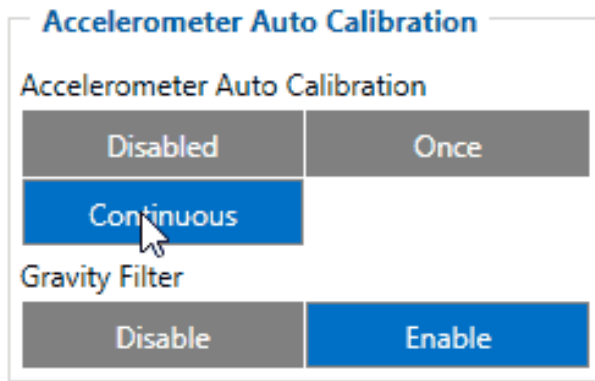 Accelerometer Auto Calibration
Accelerometer Auto Calibration
Disabled Once
Continuous
Gravity Filter
Disable Enable